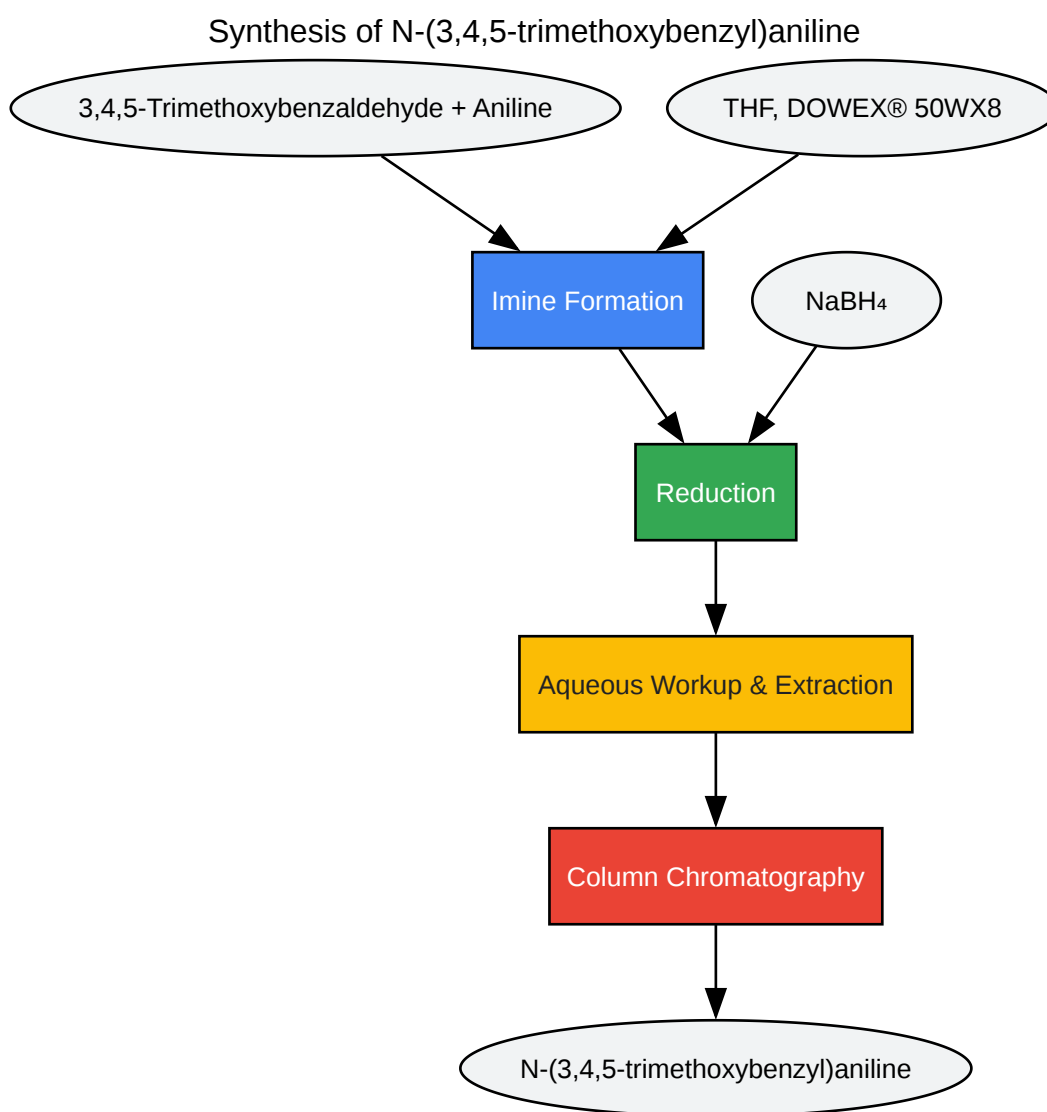 Synthesis of N-(3,4,5-trimethoxybenzyl)aniline
3,4,5-Trimethoxybenzaldehyde + Aniline
THF, DOWEX® 50WX8
Imine Formation
NaBH₄
Reduction
Aqueous Workup & Extraction
Column Chromatography
N-(3,4,5-trimethoxybenzyl)aniline